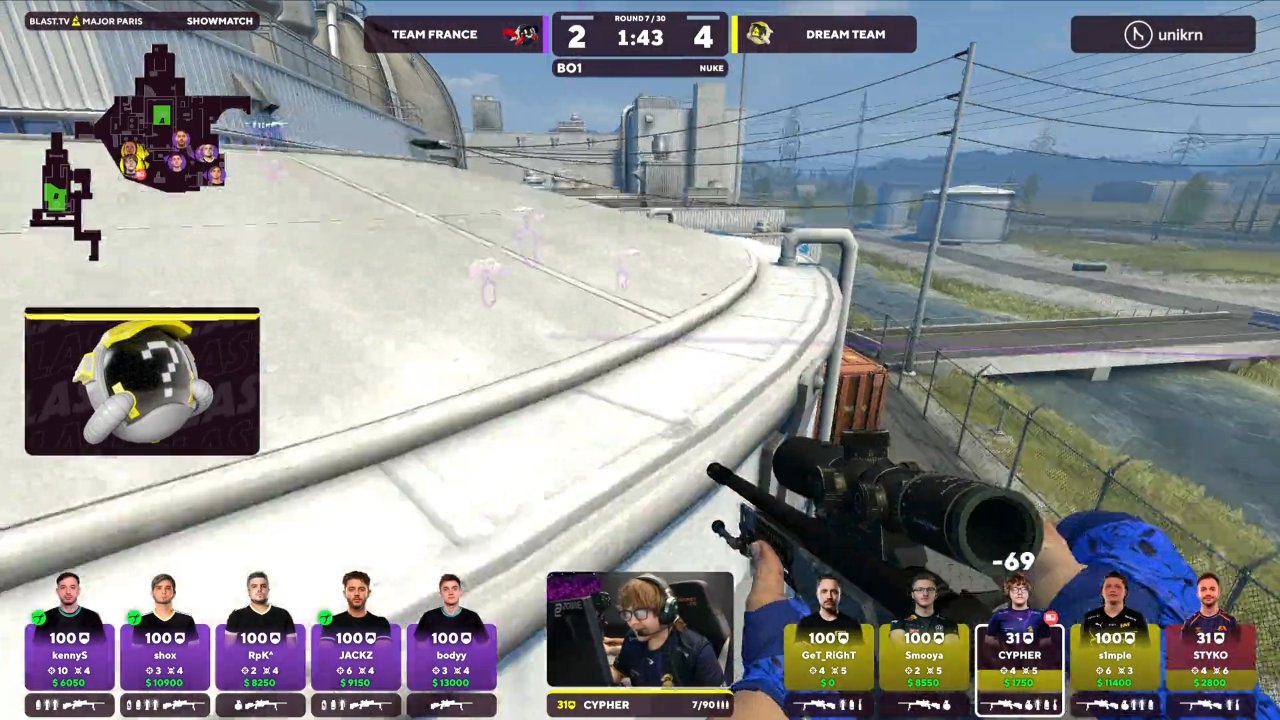 BLAST.TV MAJOR PARIS SHOWMATCH
TEAM FRANCE
2
ROUND 7 / 30
1:43
4
DREAM TEAM
unikrn
BO1
NUKE
A
B
-69
100
kennyS
10 4
$6050
100
shox
3 4
$10900
100
RpK^
2 4
$8250
100
JACKZ
6 4
$9150
100
bodyy
3 4
$13000
31 CYPHER 7/90
100
GeT_RiGhT
4 5
$0
100
Smooya
2 5
$8550
31
CYPHER
4 5
$1750
100
s1mple
6 3
$11400
31
STYKO
4 6
$2800